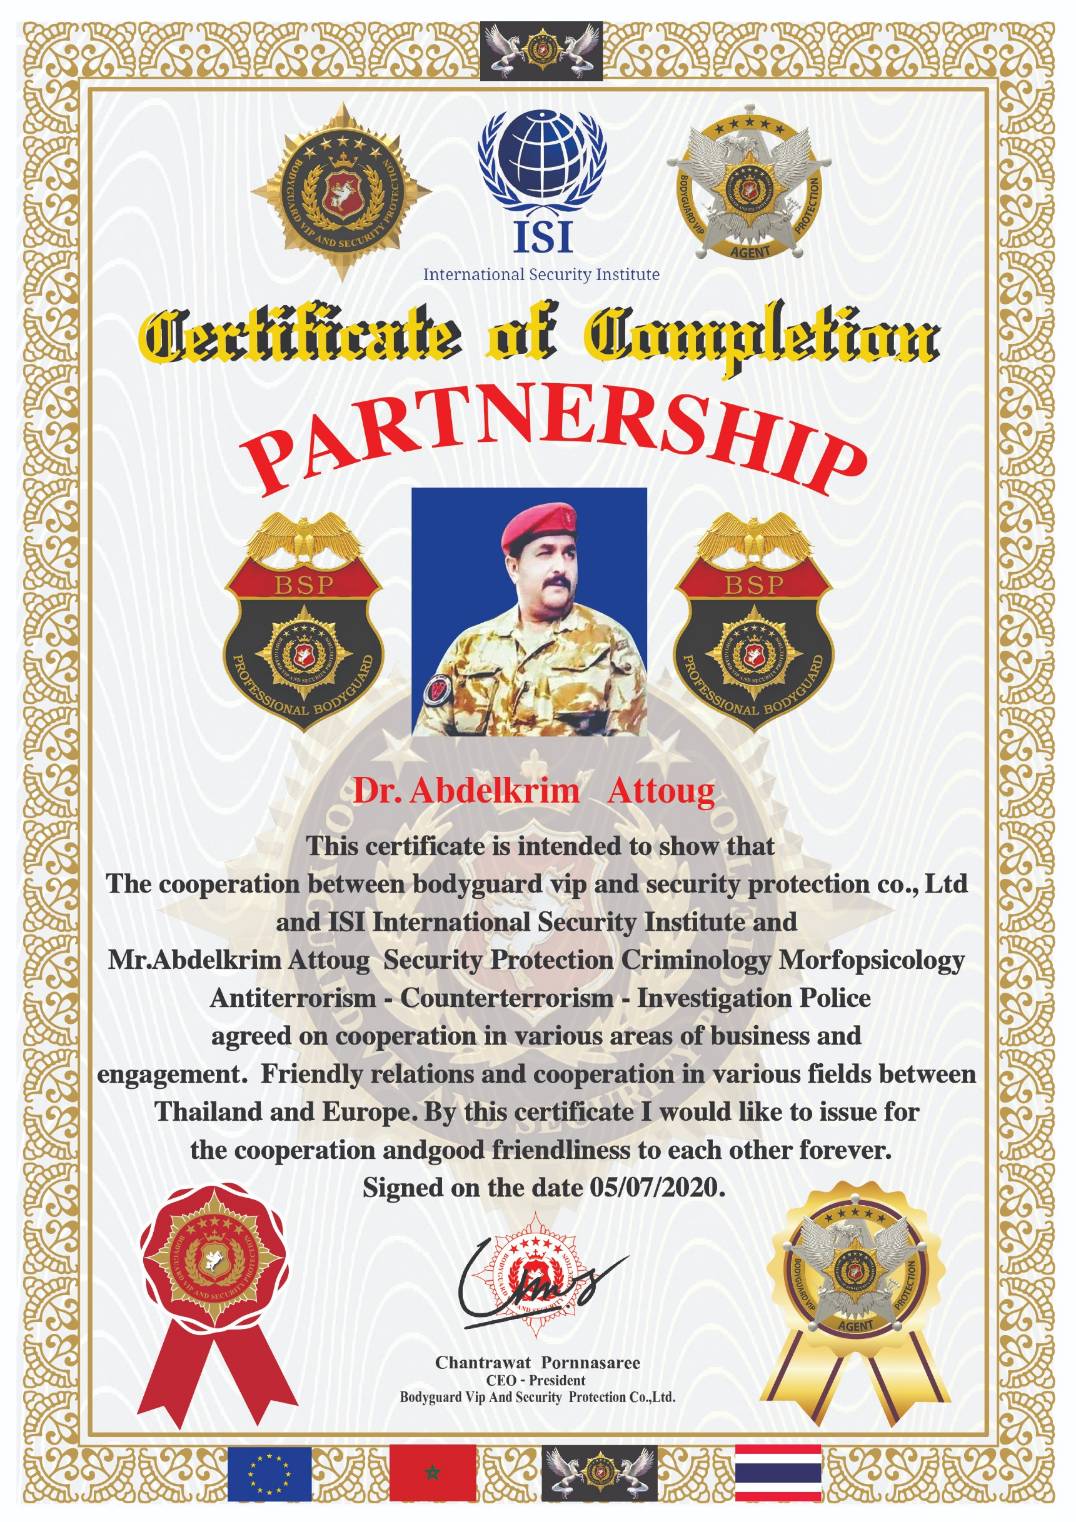 BODYGUARD VIP AND SECURITY PROTECTION
ISI
International Security Institute
BODYGUARD VIP PROTECTION
AGENT
Certificate of Completion
PARTNERSHIP
BSP
PROFESSIONAL BODYGUARD
BSP
PROFESSIONAL BODYGUARD
Dr. Abdelkrim Attoug
This certificate is intended to show that
The cooperation between bodyguard vip and security protection co., Ltd
and ISI International Security Institute and
Mr.Abdelkrim Attoug Security Protection Criminology Morfopsicology
Antiterrorism - Counterterrorism - Investigation Police
agreed on cooperation in various areas of business and
engagement. Friendly relations and cooperation in various fields between
Thailand and Europe. By this certificate I would like to issue for
the cooperation andgood friendliness to each other forever.
Signed on the date 05/07/2020.
BODYGUARD VIP AND SECURITY PROTECTION
BODYGUARD VIP PROTECTION
AGENT
Chantrawat Pornnasaree
CEO - President
Bodyguard Vip And Security Protection Co.,Ltd.